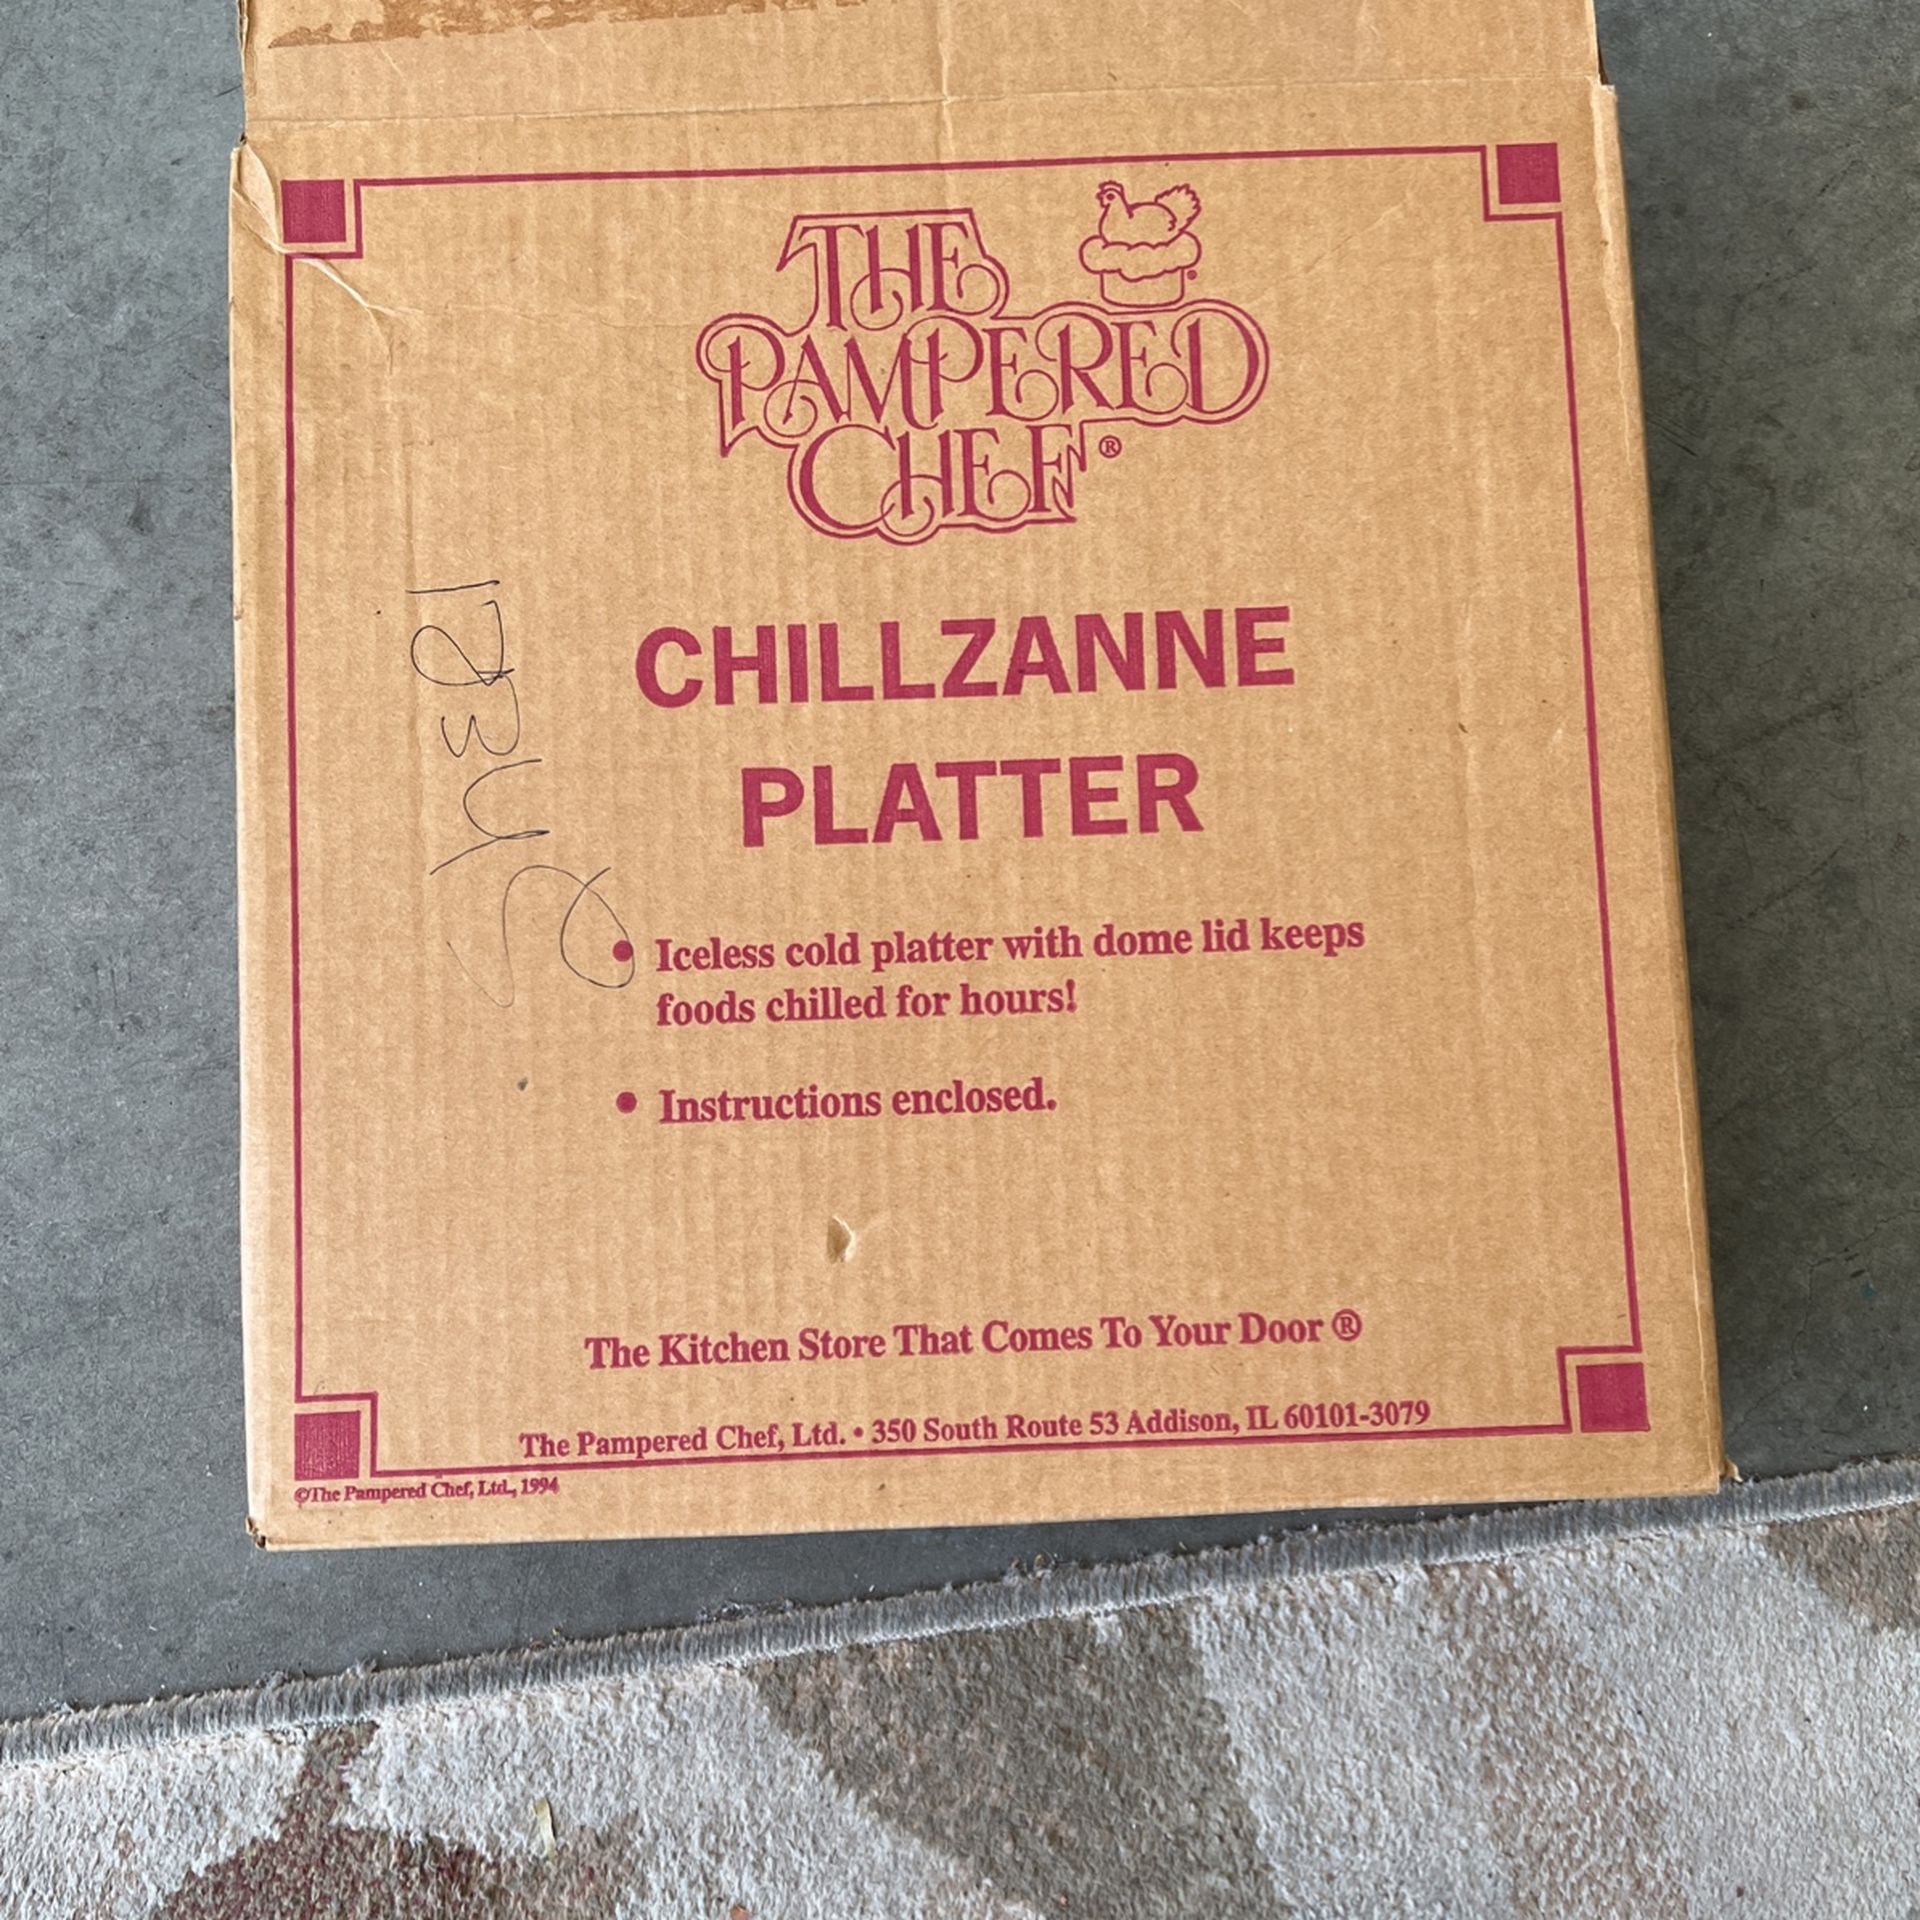 THE
PAMPERED
CHEF®
CHILLZANNE
PLATTER
• Iceless cold platter with dome lid keeps
foods chilled for hours!
• Instructions enclosed.
The Kitchen Store That Comes To Your Door ®
The Pampered Chef, Ltd. • 350 South Route 53 Addison, IL 60101-3079
©The Pampered Chef, Ltd., 1994